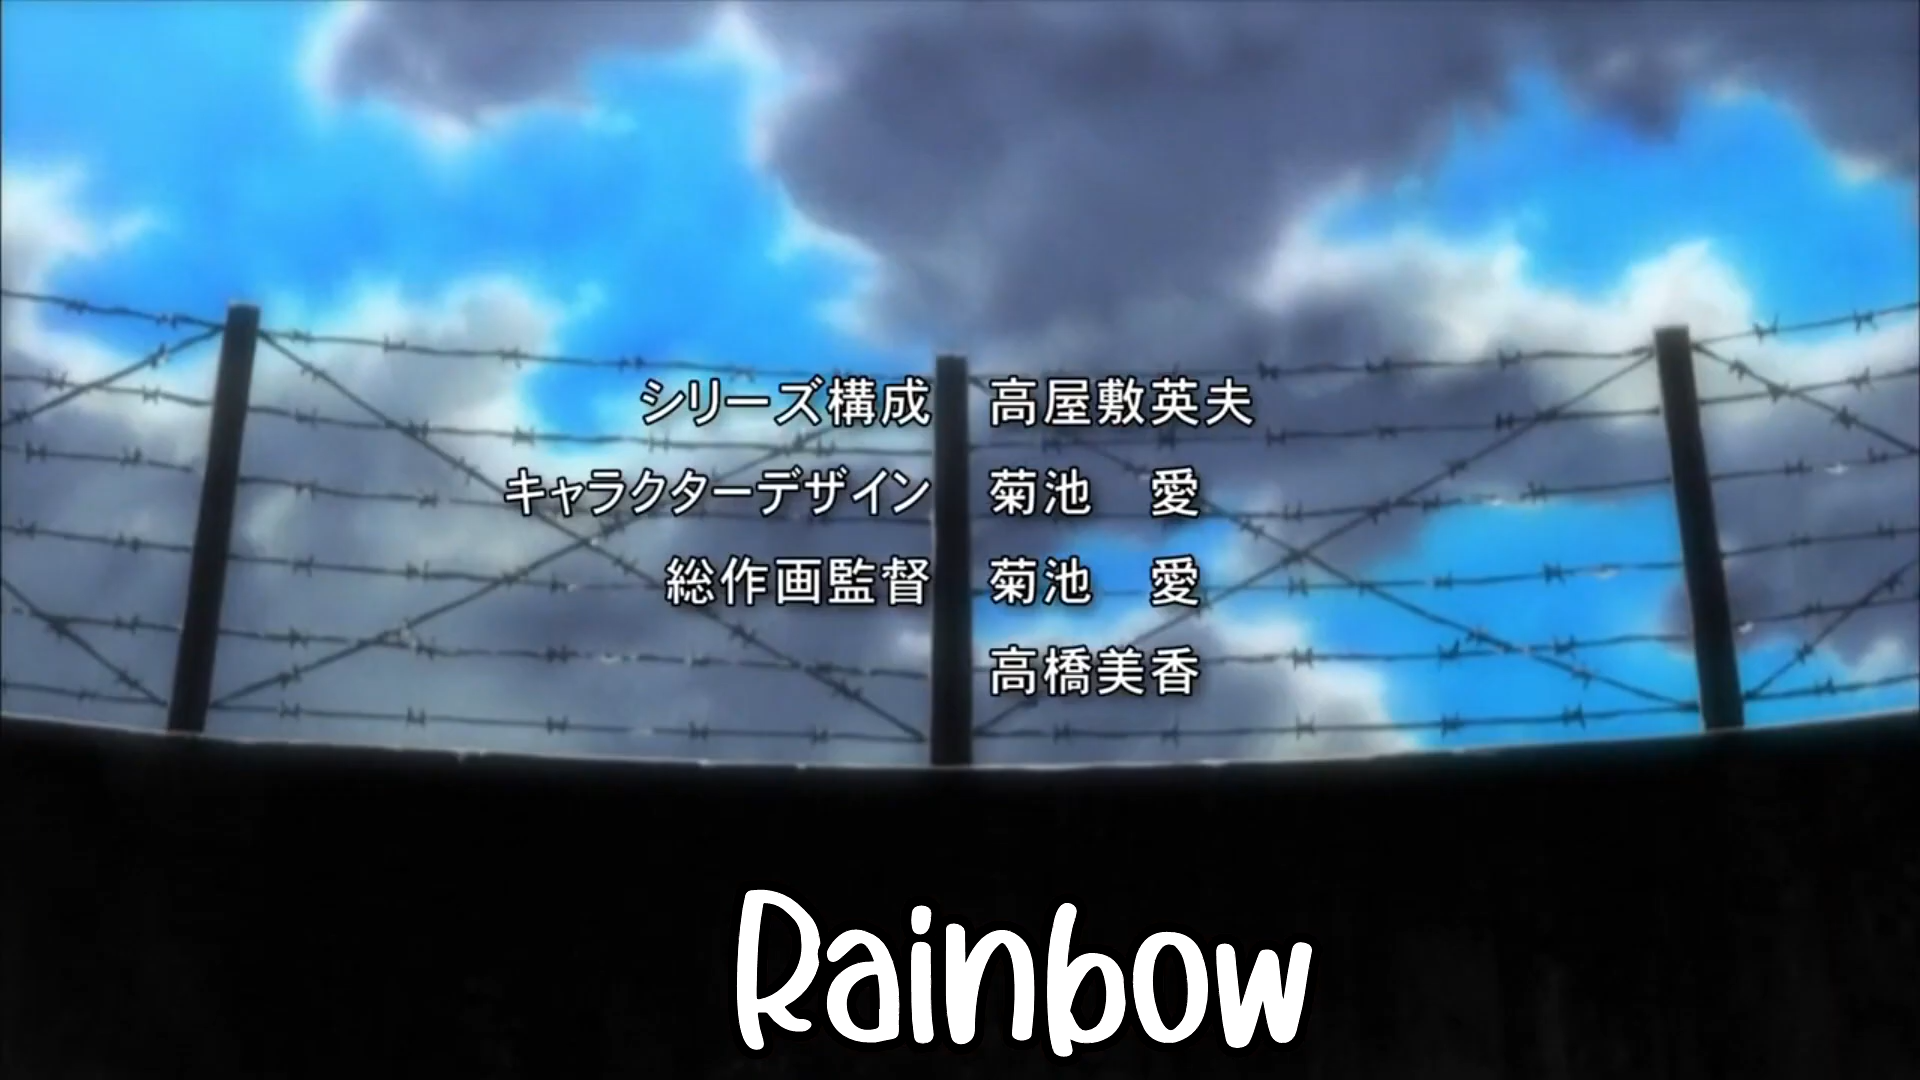 シリーズ構成 高屋敷英夫
キャラクターデザイン 菊池 愛
総作画監督 菊池 愛
高橋美香
Rainbow